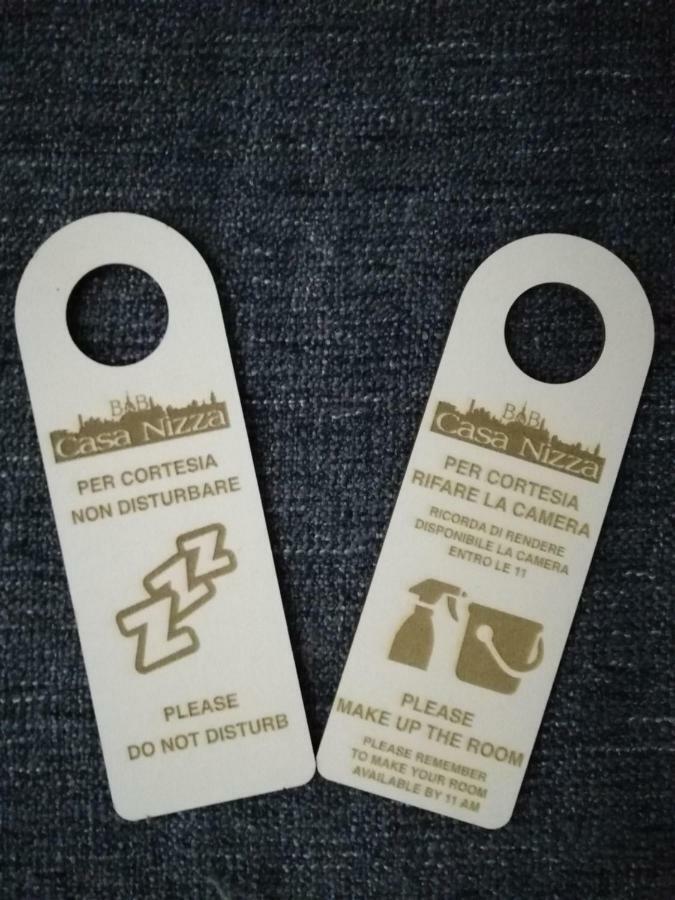 B&B
Casa Nizza
PER CORTESIA
NON DISTURBARE
ZZZ
PLEASE
DO NOT DISTURB
B&B
Casa Nizza
PER CORTESIA
RIFARE LA CAMERA
RICORDA DI RENDERE
DISPONIBILE LA CAMERA
ENTRO LE 11
PLEASE
MAKE UP THE ROOM
PLEASE REMEMBER
TO MAKE YOUR ROOM
AVAILABLE BY 11 AM